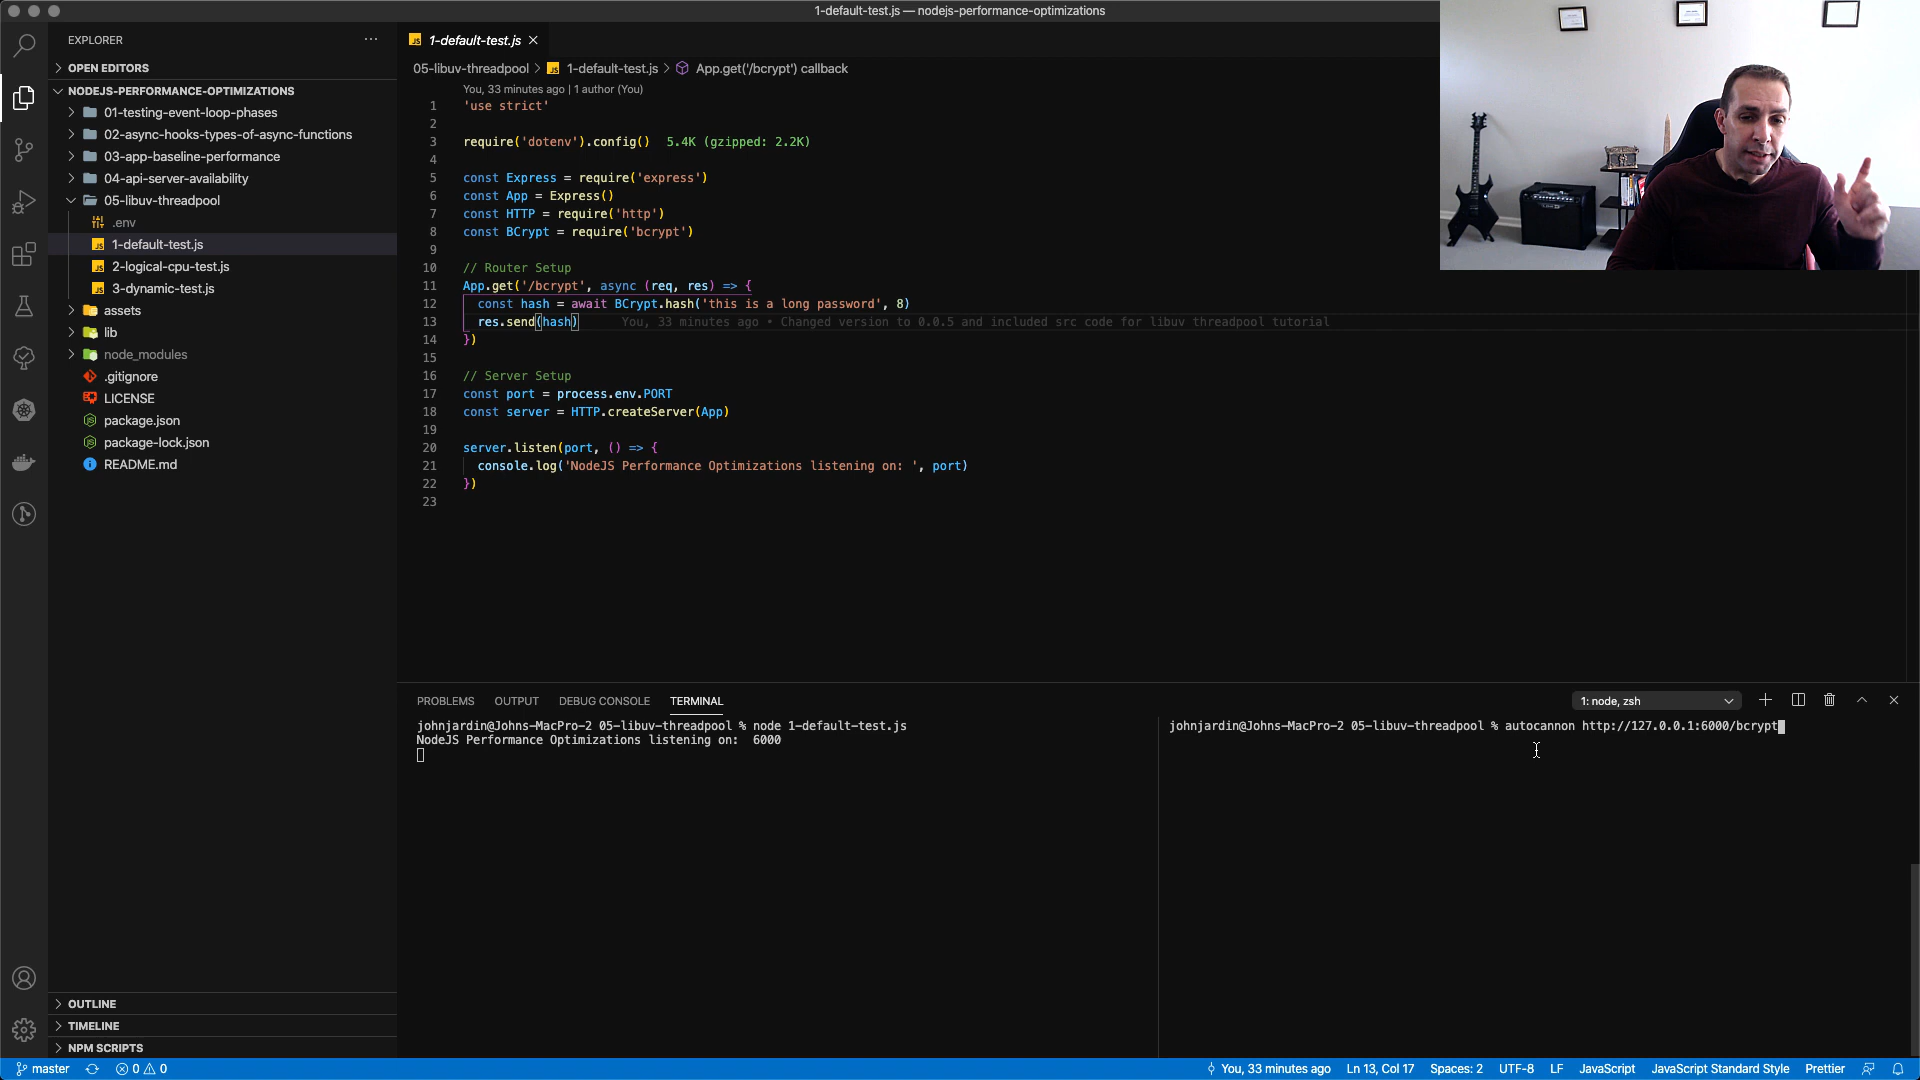 1-default-test.js — nodejs-performance-optimizations
EXPLORER
OPEN EDITORS
NODEJS-PERFORMANCE-OPTIMIZATIONS
01-testing-event-loop-phases
02-async-hooks-types-of-async-functions
03-app-baseline-performance
04-api-server-availability
05-libuv-threadpool
.env
1-default-test.js
2-logical-cpu-test.js
3-dynamic-test.js
assets
lib
node_modules
.gitignore
LICENSE
package.json
package-lock.json
README.md
OUTLINE
TIMELINE
NPM SCRIPTS
1-default-test.js
05-libuv-threadpool > 1-default-test.js > App.get('/bcrypt') callback
You, 33 minutes ago | 1 author (You)
1 'use strict'
2
3 require('dotenv').config() 5.4K (gzipped: 2.2K)
4
5 const Express = require('express')
6 const App = Express()
7 const HTTP = require('http')
8 const BCrypt = require('bcrypt')
9
10 // Router Setup
11 App.get('/bcrypt', async (req, res) => {
12 const hash = await BCrypt.hash('this is a long password', 8)
13 res.send(hash) You, 33 minutes ago • Changed version to 0.0.5 and included src code for libuv threadpool tutorial
14 })
15
16 // Server Setup
17 const port = process.env.PORT
18 const server = HTTP.createServer(App)
19
20 server.listen(port, () => {
21 console.log('NodeJS Performance Optimizations listening on: ', port)
22 })
23
PROBLEMS OUTPUT DEBUG CONSOLE TERMINAL
1: node, zsh
johnjardin@Johns-MacPro-2 05-libuv-threadpool % node 1-default-test.js
NodeJS Performance Optimizations listening on:  6000
johnjardin@Johns-MacPro-2 05-libuv-threadpool % autocannon http://127.0.0.1:6000/bcrypt
master 0 0 You, 33 minutes ago Ln 13, Col 17 Spaces: 2 UTF-8 LF JavaScript JavaScript Standard Style Prettier